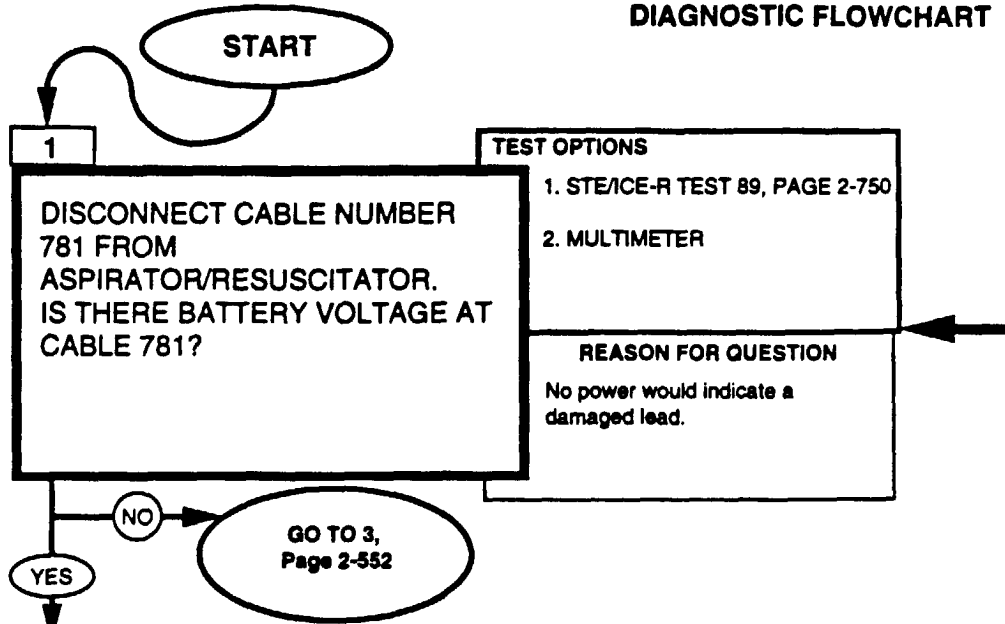 DIAGNOSTIC FLOWCHART
START
1
DISCONNECT CABLE NUMBER
781 FROM
ASPIRATOR/RESUSCITATOR.
IS THERE BATTERY VOLTAGE AT
CABLE 781?
TEST OPTIONS
1. STE/ICE-R TEST 89, PAGE 2-750
2. MULTIMETER
REASON FOR QUESTION
No power would indicate a
damaged lead.
NO
GO TO 3,
Page 2-552
YES